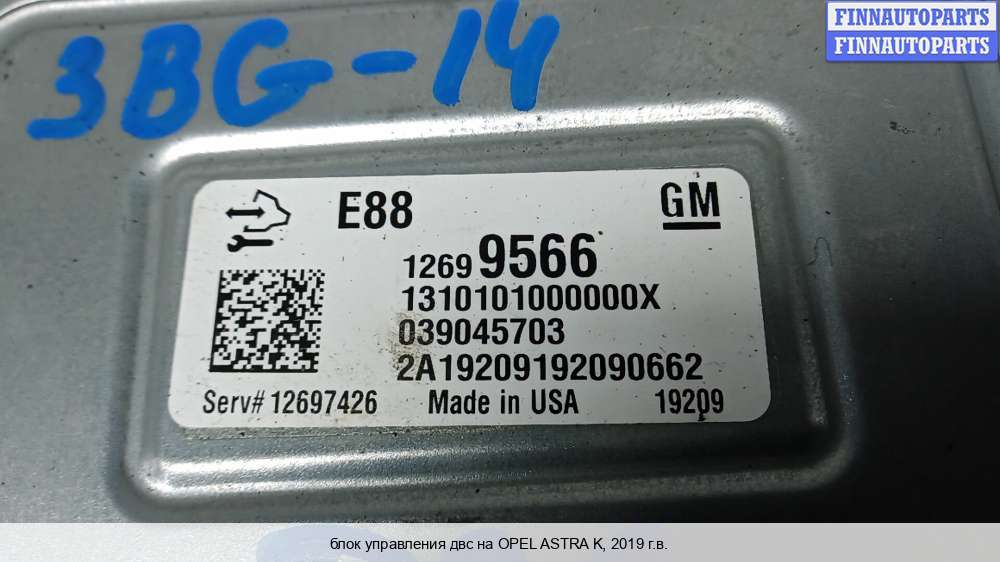 FINNAUTOPARTS
FINNAUTOPARTS
3BG-14
E88
GM
1269 9566
1310101000000X
039045703
2A19209192090662
Serv# 12697426 Made in USA 19209
блок управления двс на OPEL ASTRA K, 2019 г.в.